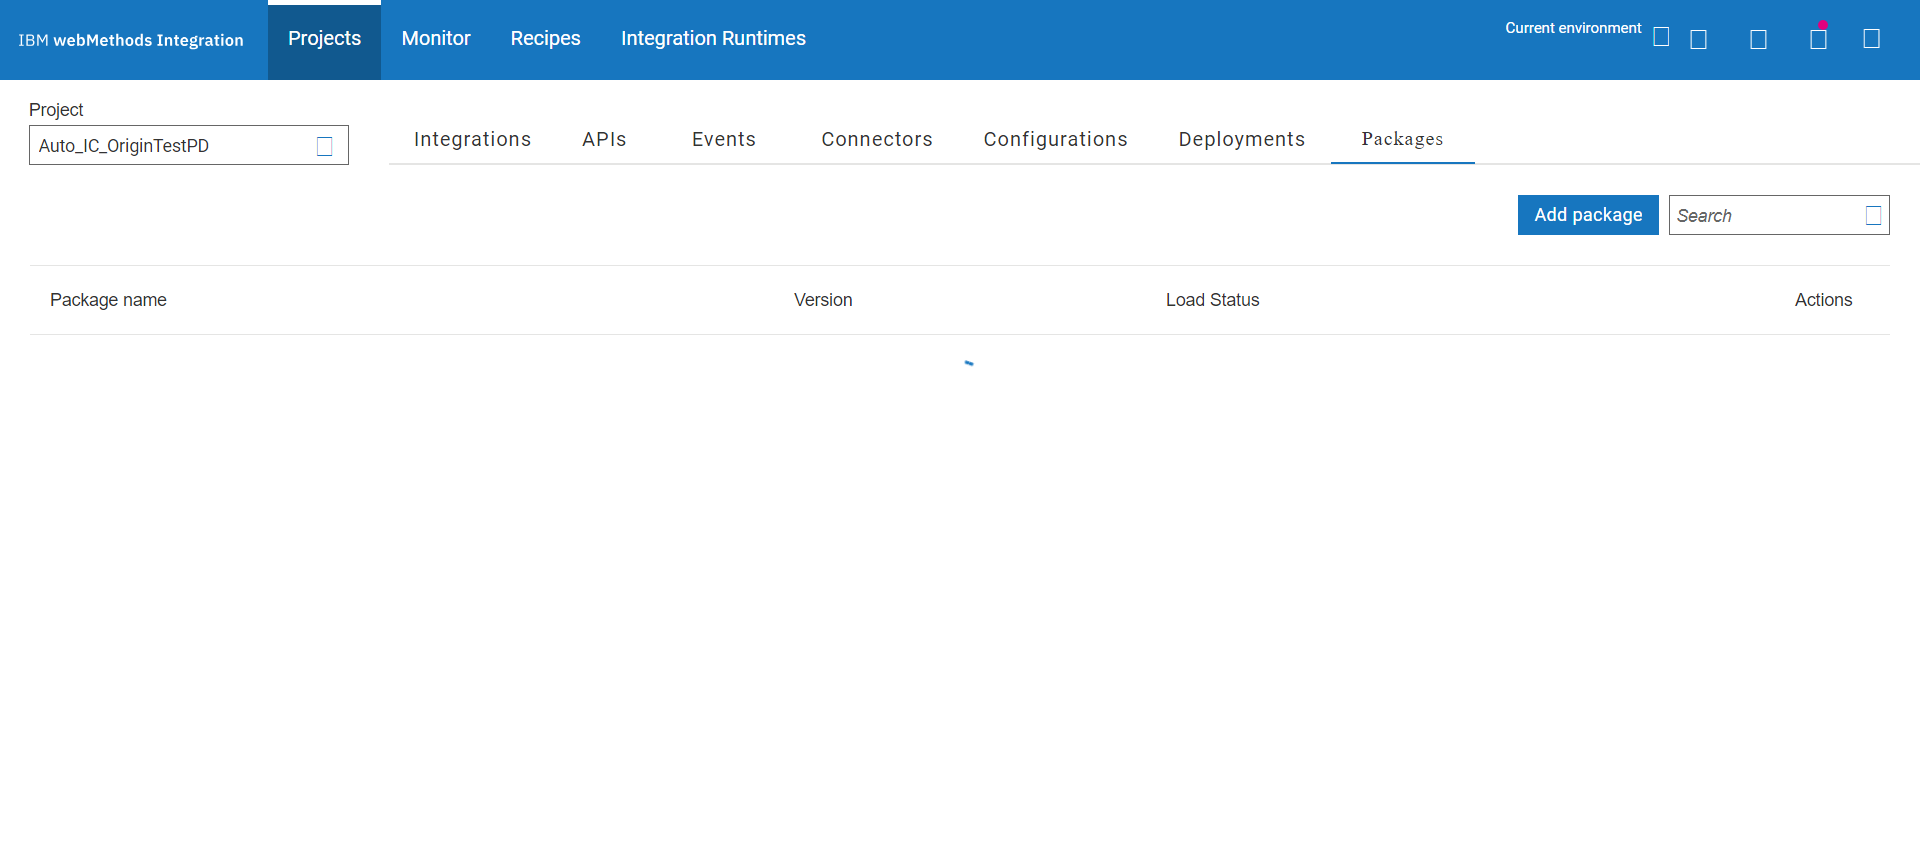 IBM webMethods Integration
Projects
Monitor
Recipes
Integration Runtimes
Current environment
Project
Auto_IC_OriginTestPD
Integrations
APIs
Events
Connectors
Configurations
Deployments
Packages
Add package
Search
Package name
Version
Load Status
Actions